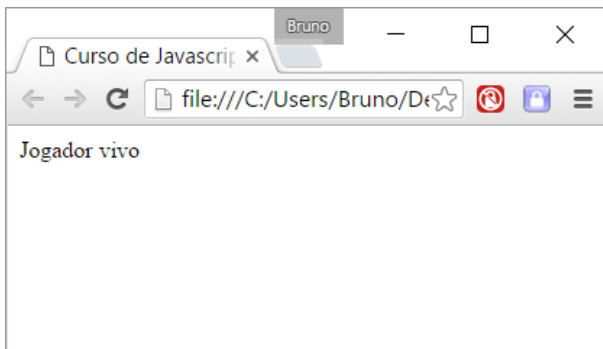 Bruno
Curso de Javascrip
file:///C:/Users/Bruno/De
Jogador vivo